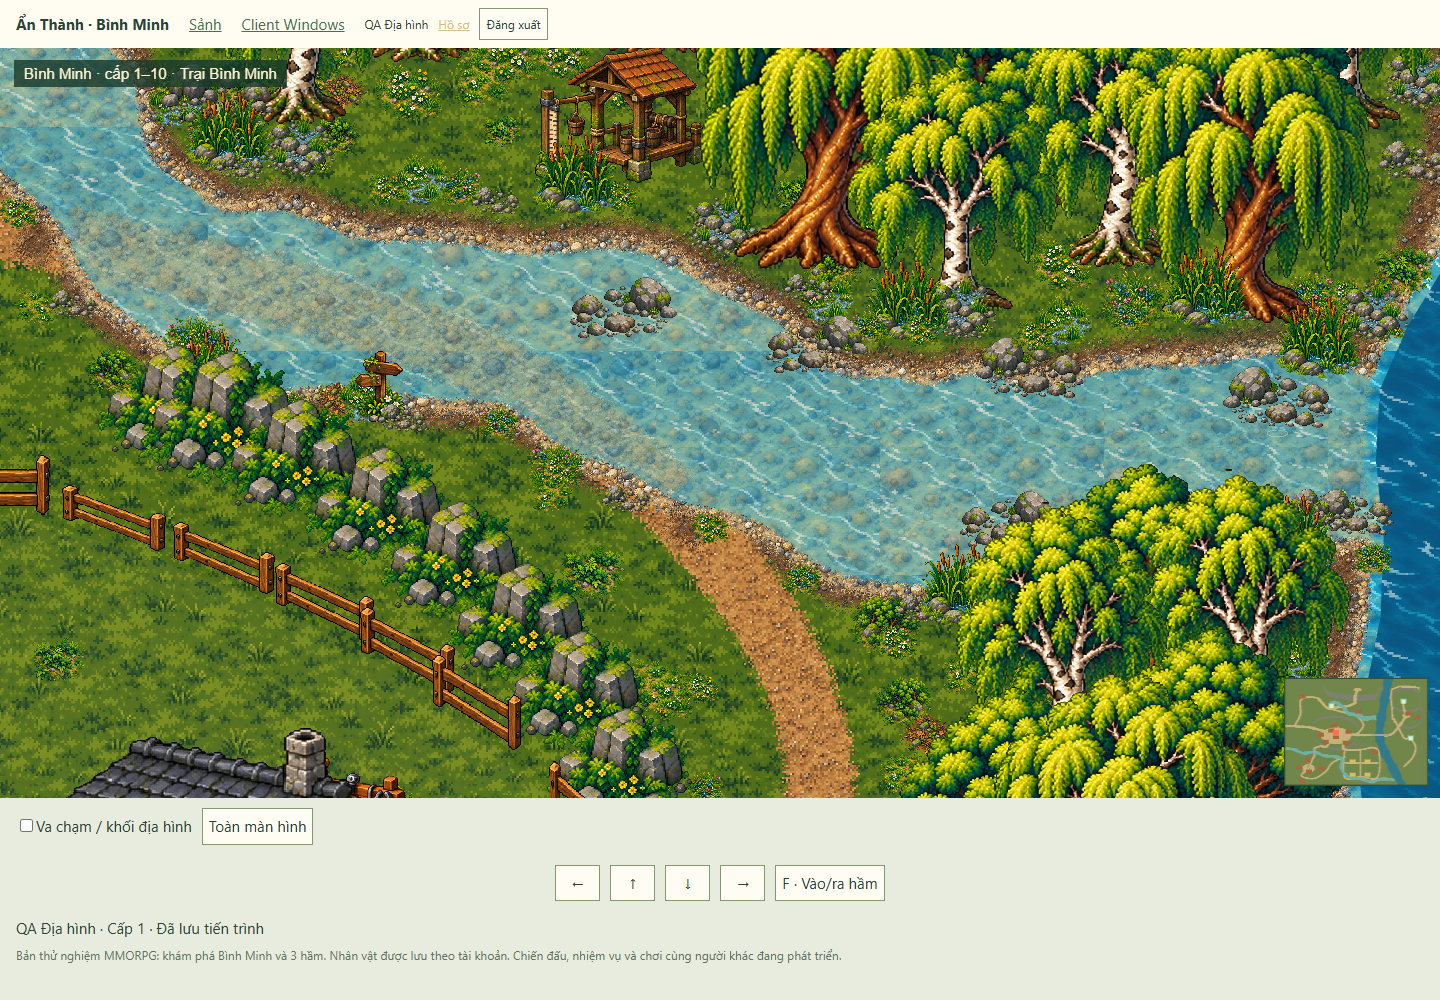 Ẩn Thành · Bình Minh Sảnh Client Windows QA Địa hình Hồ sơ Đăng xuất
Bình Minh · cấp 1–10 · Trại Bình Minh
Va chạm / khối địa hình Toàn màn hình
← ↑ ↓ → F · Vào/ra hầm
QA Địa hình · Cấp 1 · Đã lưu tiến trình
Bản thử nghiệm MMORPG: khám phá Bình Minh và 3 hầm. Nhân vật được lưu theo tài khoản. Chiến đấu, nhiệm vụ và chơi cùng người khác đang phát triển.